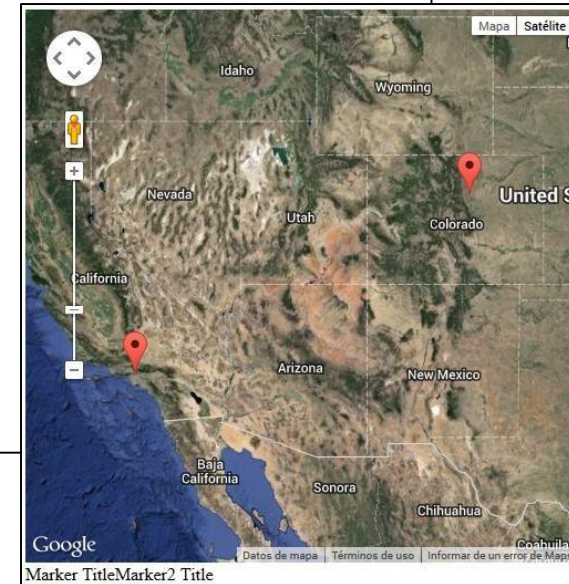 Mapa Satélite
Idaho
Wyoming
Nevada
Utah
United S
Colorado
California
Arizona
New Mexico
Baja
California
Sonora
Chihuahua
Coahuila
Google
Datos de mapa Términos de uso Informar de un error de Maps
Marker TitleMarker2 Title